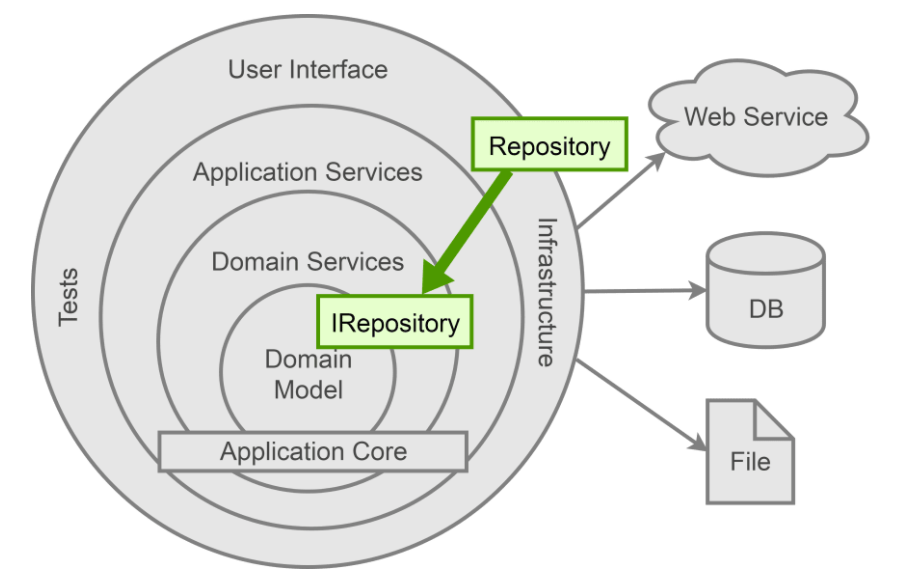 User Interface
Web Service
Repository
Application Services
Infrastructure
Domain Services
Tests
DB
IRepository
Domain
Model
Application Core
File